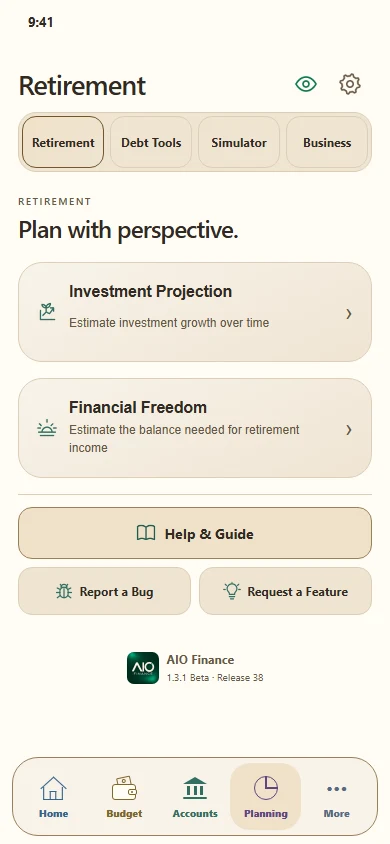 9:41
Retirement
Retirement
Debt Tools
Simulator
Business
RETIREMENT
Plan with perspective.
Investment Projection
Estimate investment growth over time
Financial Freedom
Estimate the balance needed for retirement
income
Help & Guide
Report a Bug
Request a Feature
AIO
FINANCE
AIO Finance
1.3.1 Beta · Release 38
Home
Budget
Accounts
Planning
More